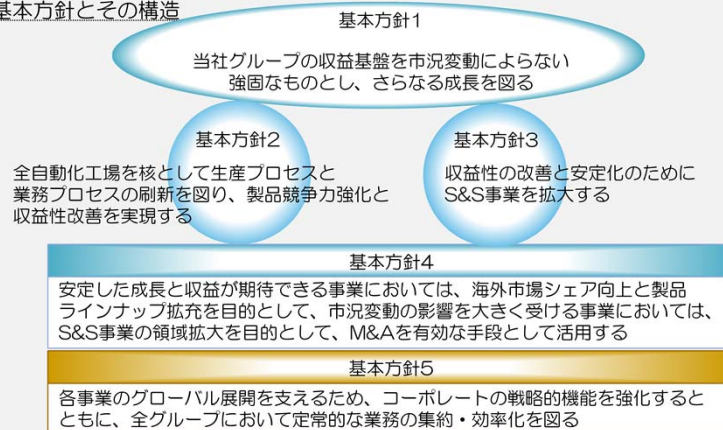 基本方針とその構造
基本方針1
当社グループの収益基盤を市況変動によらない
強固なものとし、さらなる成長を図る
基本方針2
全自動化工場を核として生産プロセスと
業務プロセスの刷新を図り、製品競争力強化と
収益性改善を実現する
基本方針3
収益性の改善と安定化のために
S&S事業を拡大する
基本方針4
安定した成長と収益が期待できる事業においては、海外市場シェア向上と製品
ラインナップ拡充を目的として、市況変動の影響を大きく受ける事業においては、
S&S事業の領域拡大を目的として、M&Aを有効な手段として活用する
基本方針5
各事業のグローバル展開を支えるため、コーポレートの戦略的機能を強化すると
ともに、全グループにおいて定常的な業務の集約・効率化を図る